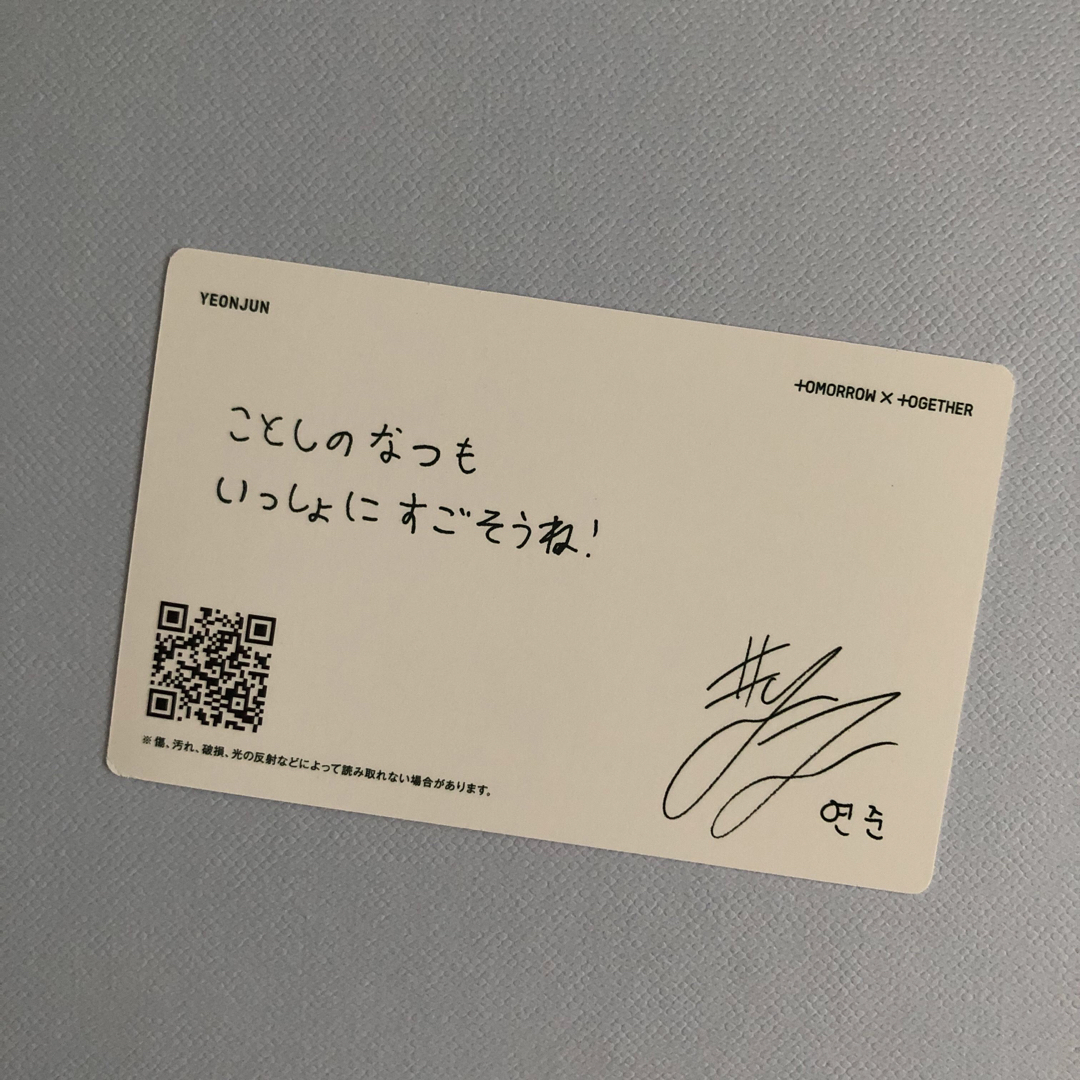 YEONJUN
TOMORROW X TOGETHER
ことしの なつも
いっしょに すごそうね!
※傷、汚れ、破損、光の反射などによって読み取れない場合があります。
연준